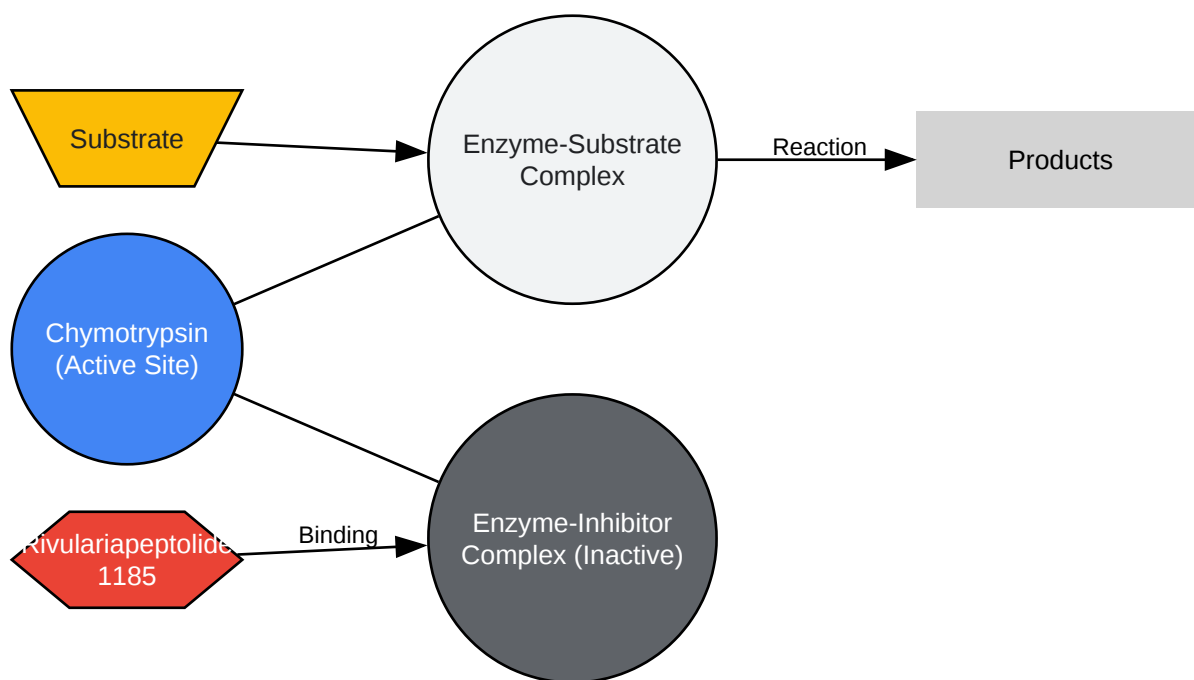 Substrate
Enzyme-Substrate
Complex
Reaction
Products
Chymotrypsin
(Active Site)
Rivulariapeptolide
1185
Binding
Enzyme-Inhibitor
Complex (Inactive)